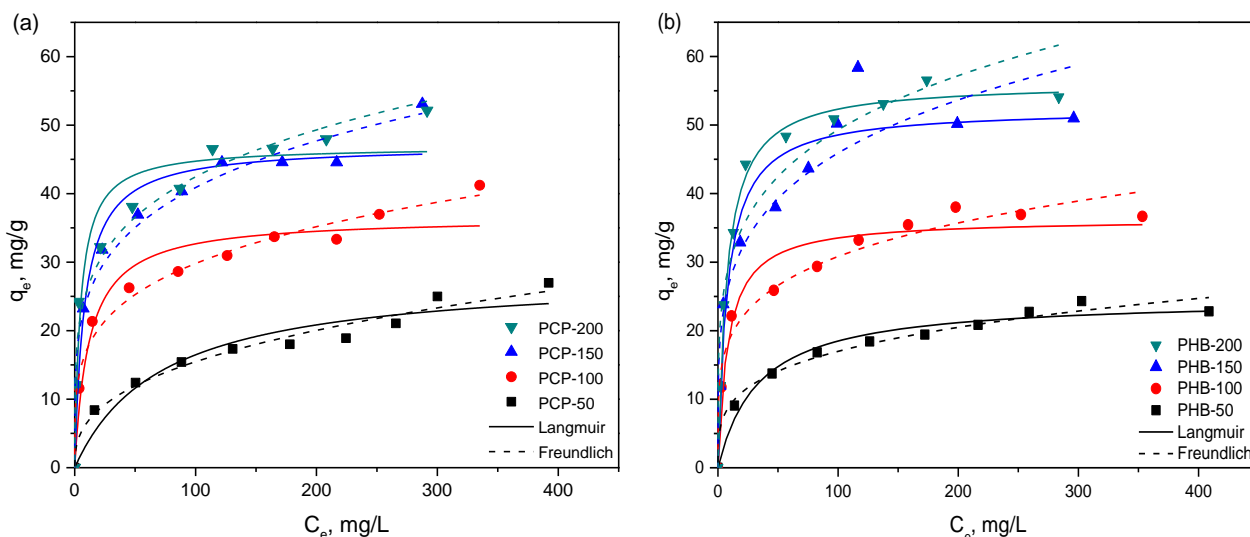 (a)
60
50
40
30
20
10
0
qe, mg/g
PCP-200
PCP-150
PCP-100
PCP-50
Langmuir
Freundlich
0 100 200 300 400
Ce, mg/L
(b)
60
50
40
30
20
10
0
qe, mg/g
PHB-200
PHB-150
PHB-100
PHB-50
Langmuir
Freundlich
0 100 200 300 400
Ce, mg/L